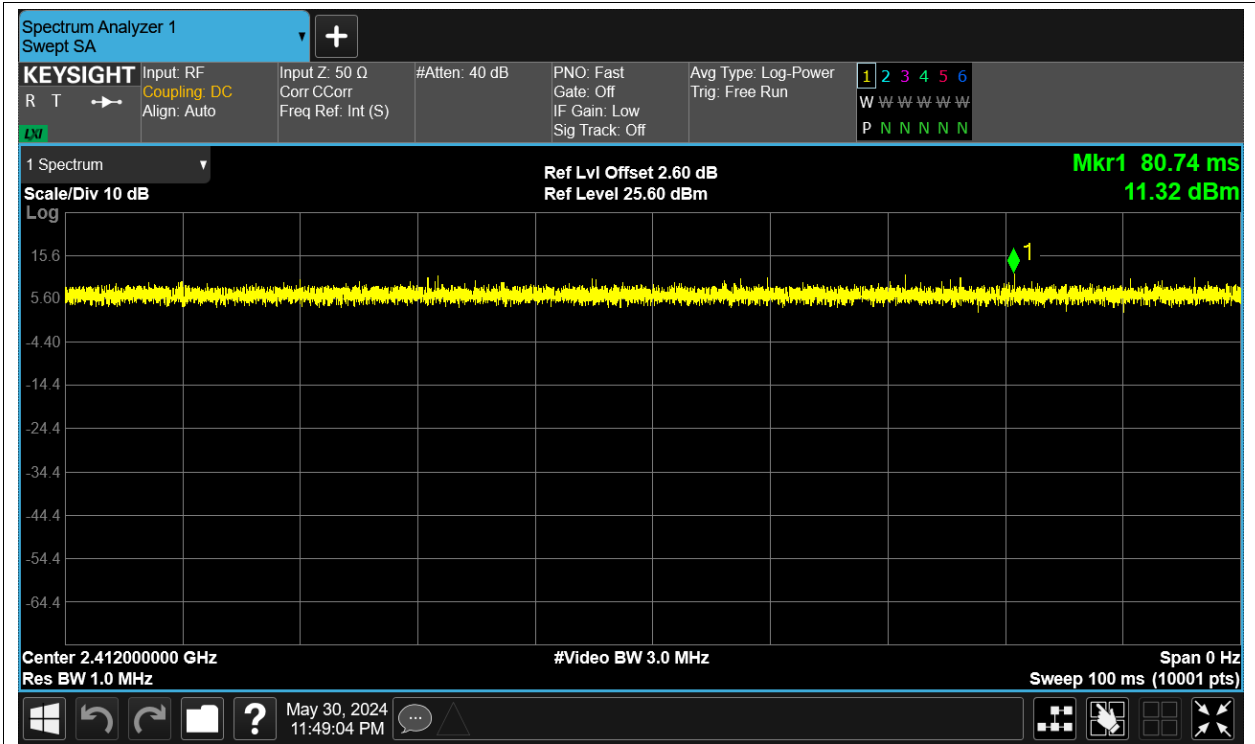 Spectrum Analyzer 1
Swept SA
KEYSIGHT
R T
LXI
Input: RF
Coupling: DC
Align: Auto
Input Z: 50 Ω
Corr CCorr
Freq Ref: Int (S)
#Atten: 40 dB
PNO: Fast
Gate: Off
IF Gain: Low
Sig Track: Off
Avg Type: Log-Power
Trig: Free Run
1 2 3 4 5 6
W W W W W W
P N N N N N
1 Spectrum
Scale/Div 10 dB
Log
Ref Lvl Offset 2.60 dB
Ref Level 25.60 dBm
Mkr1 80.74 ms
11.32 dBm
1
15.6
5.60
-4.40
-14.4
-24.4
-34.4
-44.4
-54.4
-64.4
Center 2.412000000 GHz
Res BW 1.0 MHz
#Video BW 3.0 MHz
Span 0 Hz
Sweep 100 ms (10001 pts)
?
May 30, 2024
11:49:04 PM